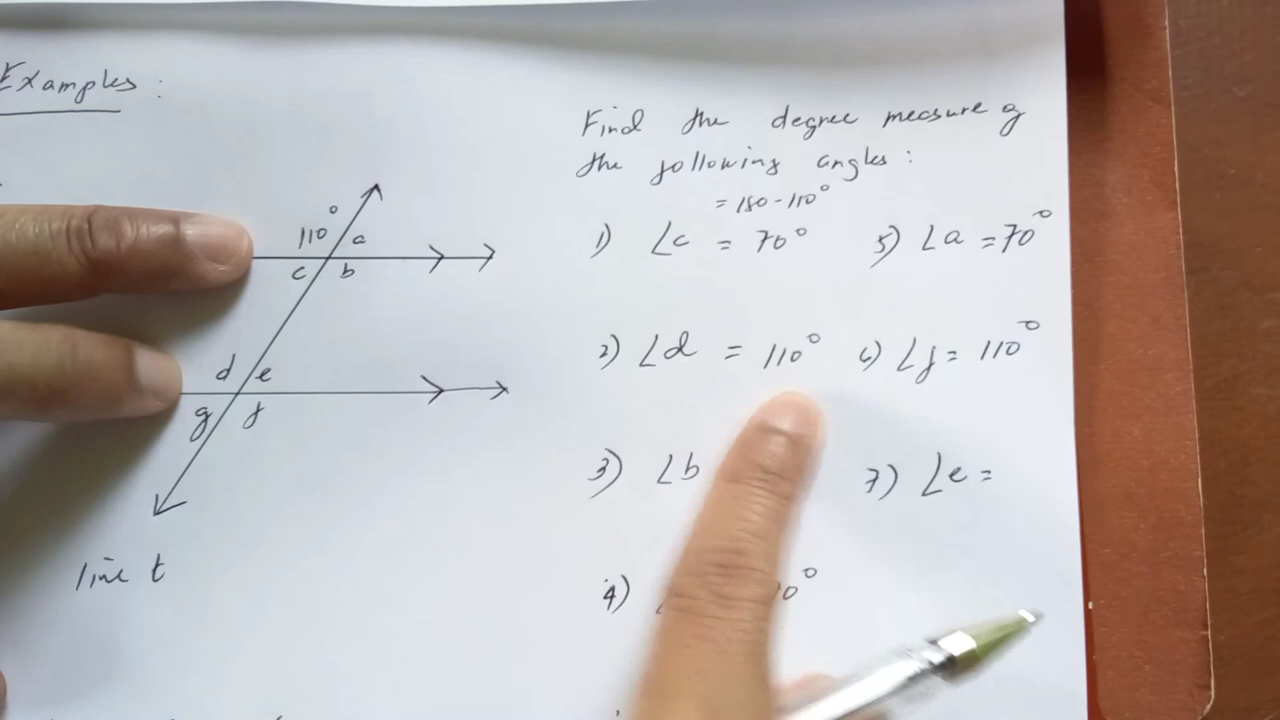 Examples :
110°
a
c
b
d
e
g
f
line t
Find the degree measure of
the following angles :
= 180 - 110°
1) ∠c = 70°
5) ∠a = 70°
2) ∠d = 110°
6) ∠f = 110°
3) ∠b
7) ∠e =
4)
0°